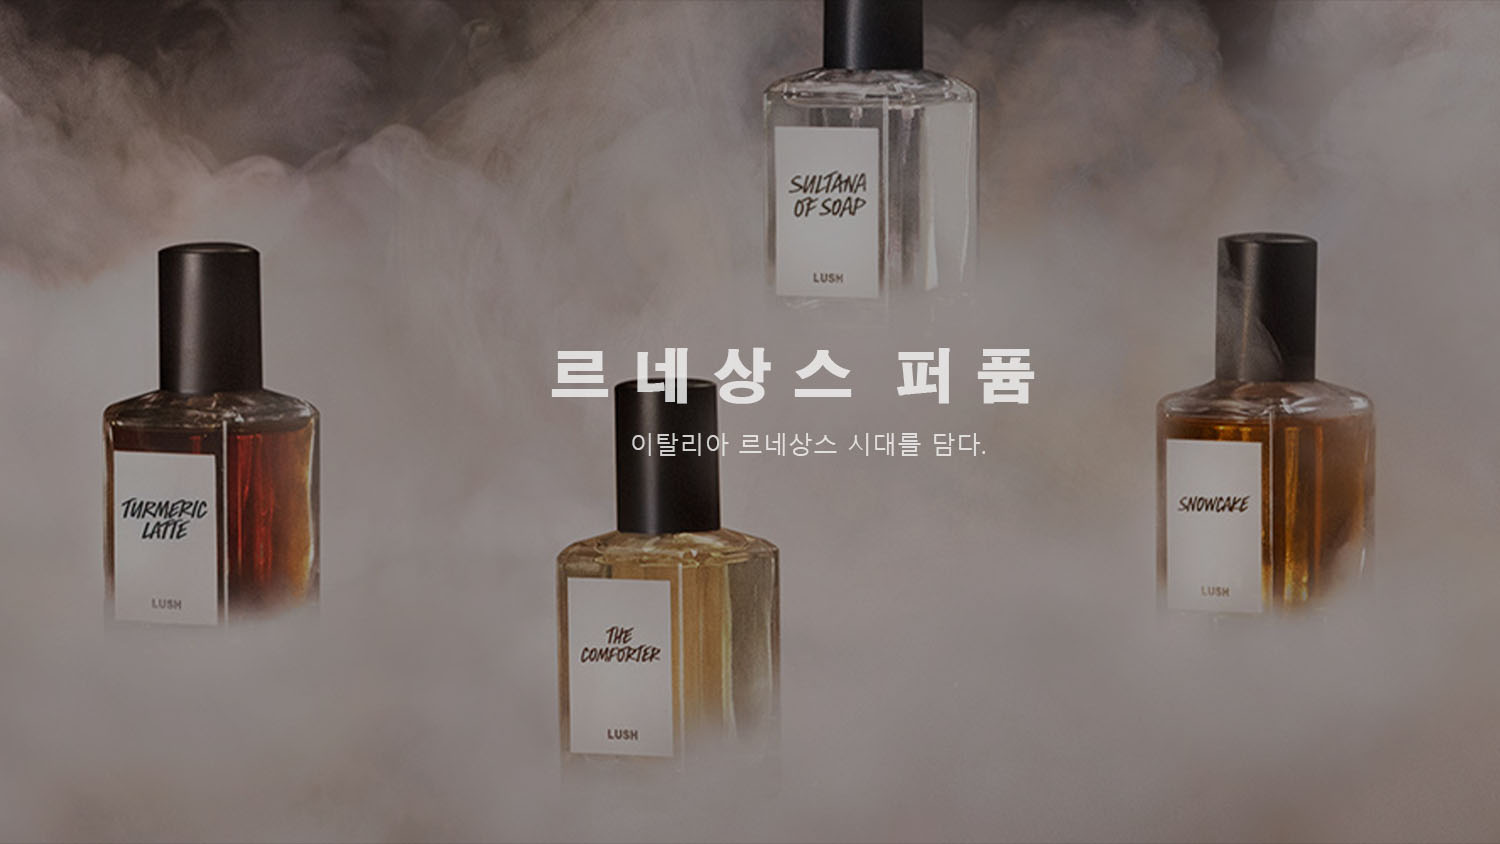 SULTANA
OF SOAP
LUSH
르네상스 퍼퓸
이탈리아 르네상스 시대를 담다.
TURMERIC
LATTE
LUSH
THE
COMFORTER
LUSH
SNOWCAKE
LUSH